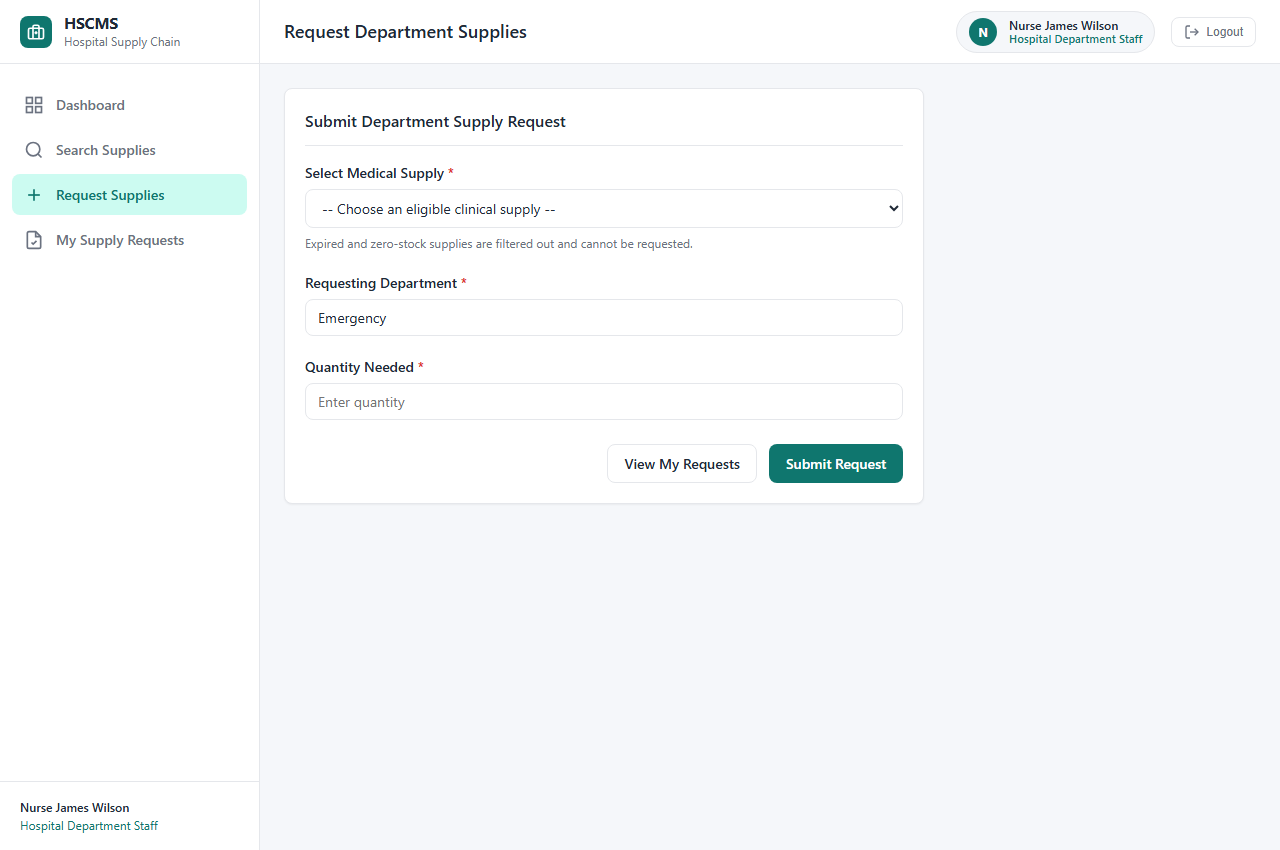 HSCMS
Hospital Supply Chain
Dashboard
Search Supplies
Request Supplies
My Supply Requests
Nurse James Wilson
Hospital Department Staff
Request Department Supplies
N
Nurse James Wilson
Hospital Department Staff
Logout
Submit Department Supply Request
Select Medical Supply *
-- Choose an eligible clinical supply --
Expired and zero-stock supplies are filtered out and cannot be requested.
Requesting Department *
Emergency
Quantity Needed *
Enter quantity
View My Requests
Submit Request